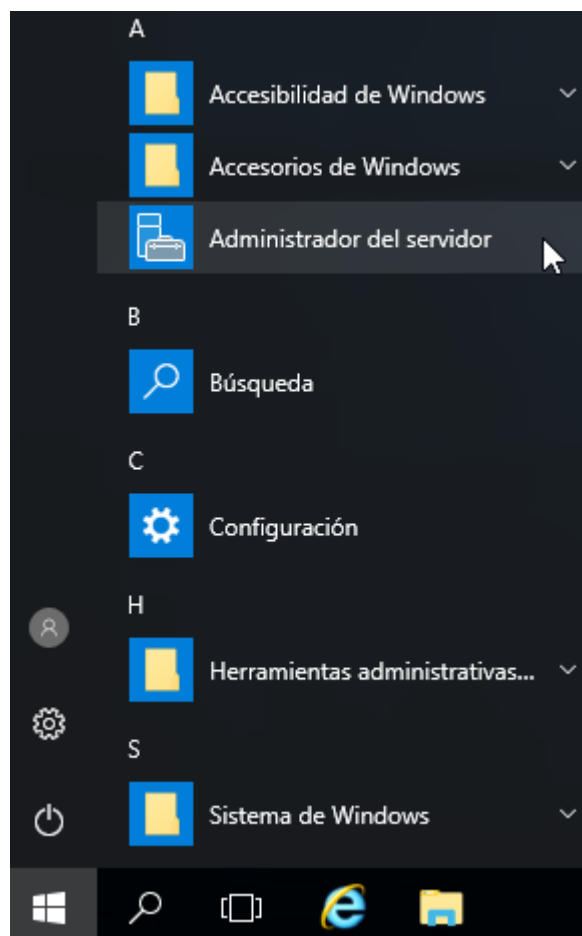 A
Accesibilidad de Windows
Accesorios de Windows
Administrador del servidor
B
Búsqueda
C
Configuración
H
Herramientas administrativas...
S
Sistema de Windows